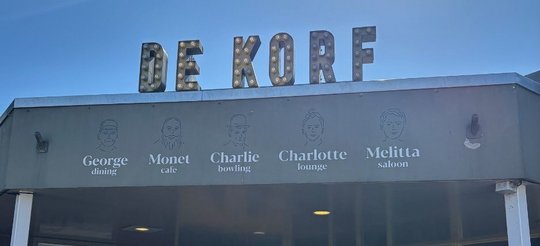 DE KORF
George Monet Charlie Charlotte Melitta
dining cafe bowling lounge saloon